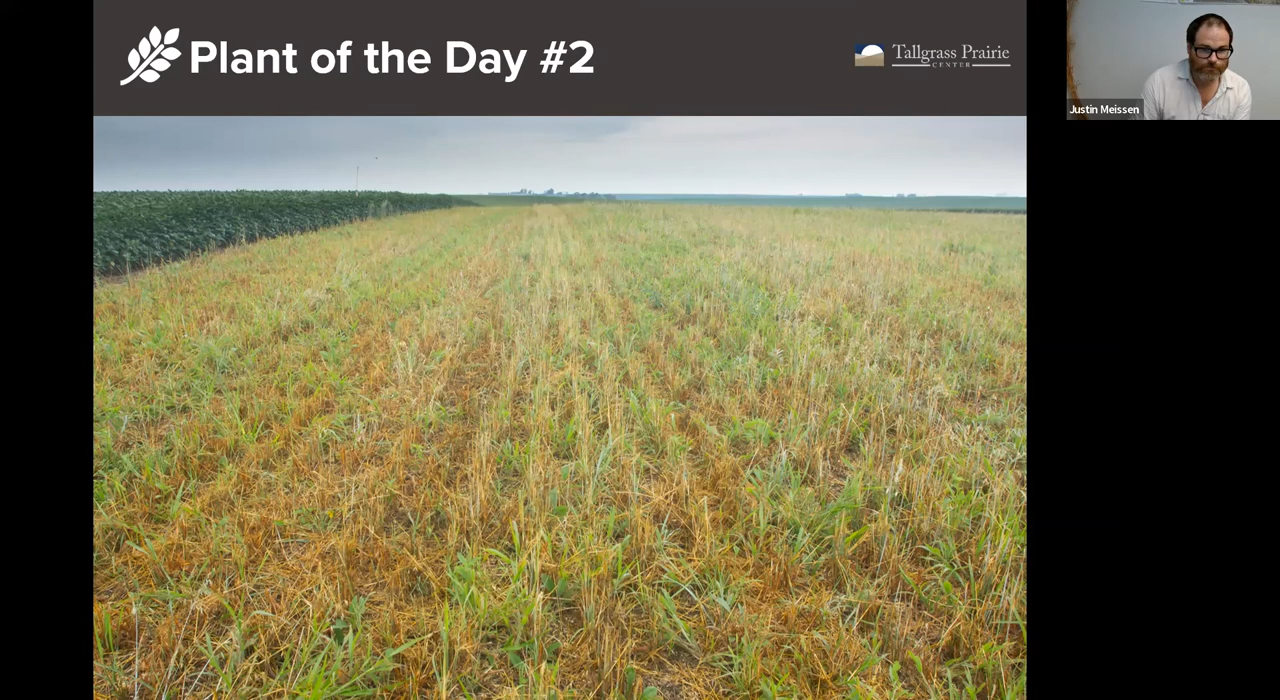 Plant of the Day #2
Tallgrass Prairie
CENTER
Justin Meissen